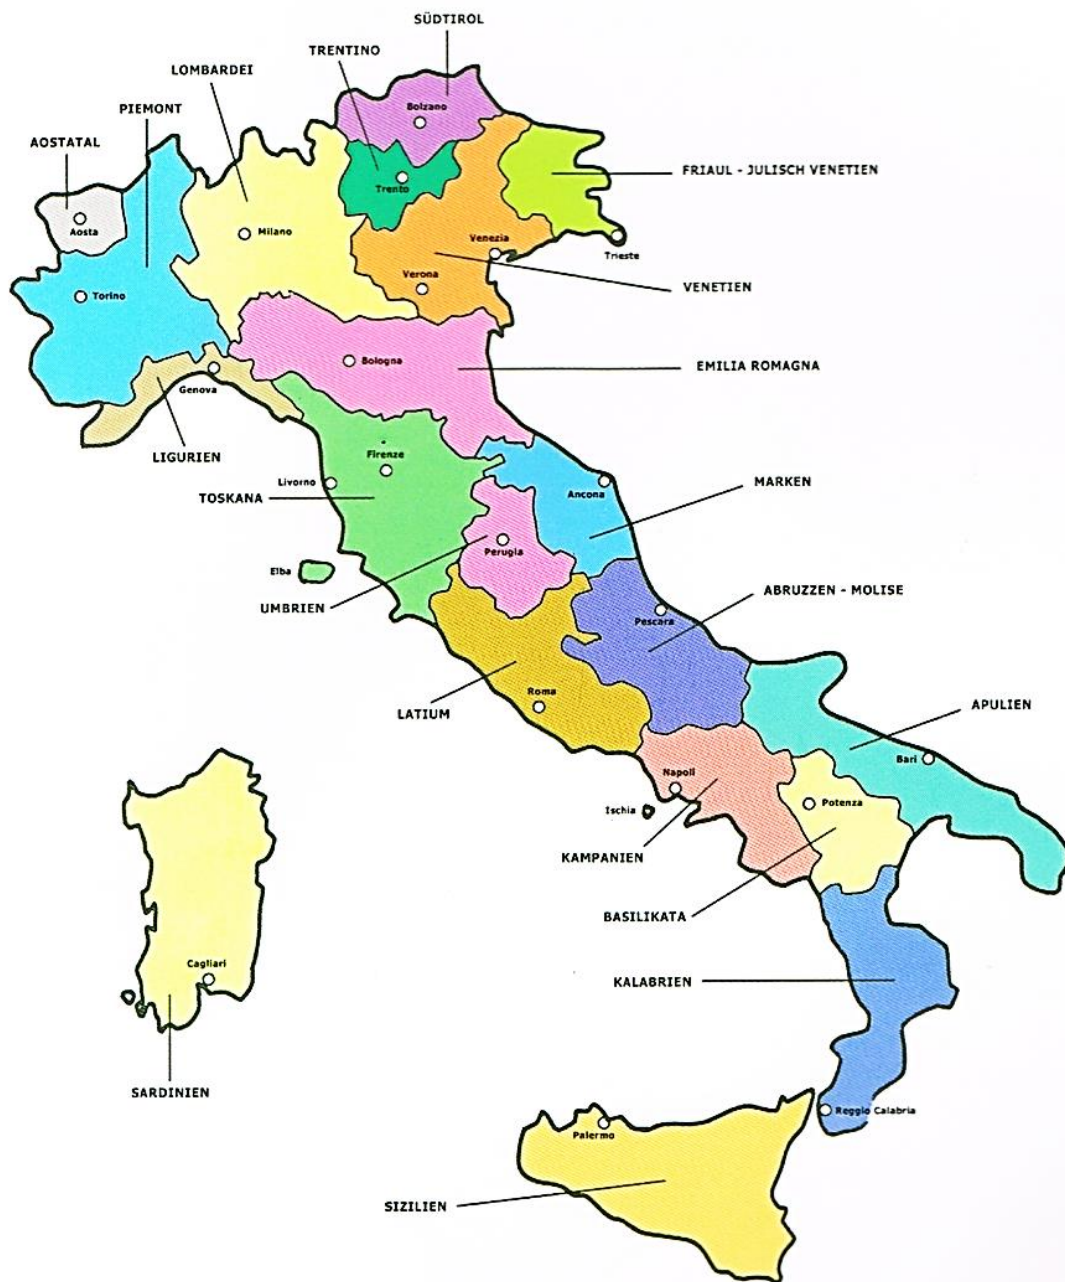 SÜDTIROL
TRENTINO
LOMBARDEI
PIEMONT
Bolzano
AOSTATAL
FRIAUL - JULISCH VENETIEN
Trento
Aosta
Milano
Venezia
Trieste
Verona
VENETIEN
Torino
Bologna
EMILIA ROMAGNA
Genova
LIGURIEN
Firenze
Livorno
TOSKANA
Ancona
MARKEN
Perugia
Elba
UMBRIEN
ABRUZZEN - MOLISE
Pescara
Roma
LATIUM
APULIEN
Bari
Napoli
Ischia
Potenza
KAMPANIEN
BASILIKATA
Cagliari
KALABRIEN
SARDINIEN
Reggio Calabria
Palermo
SIZILIEN